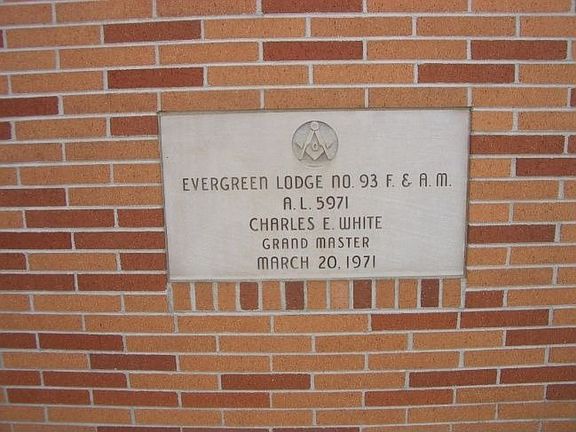 EVERGREEN LODGE NO. 93 F. & A.M.
A.L. 5971
CHARLES E. WHITE
GRAND MASTER
MARCH 20, 1971